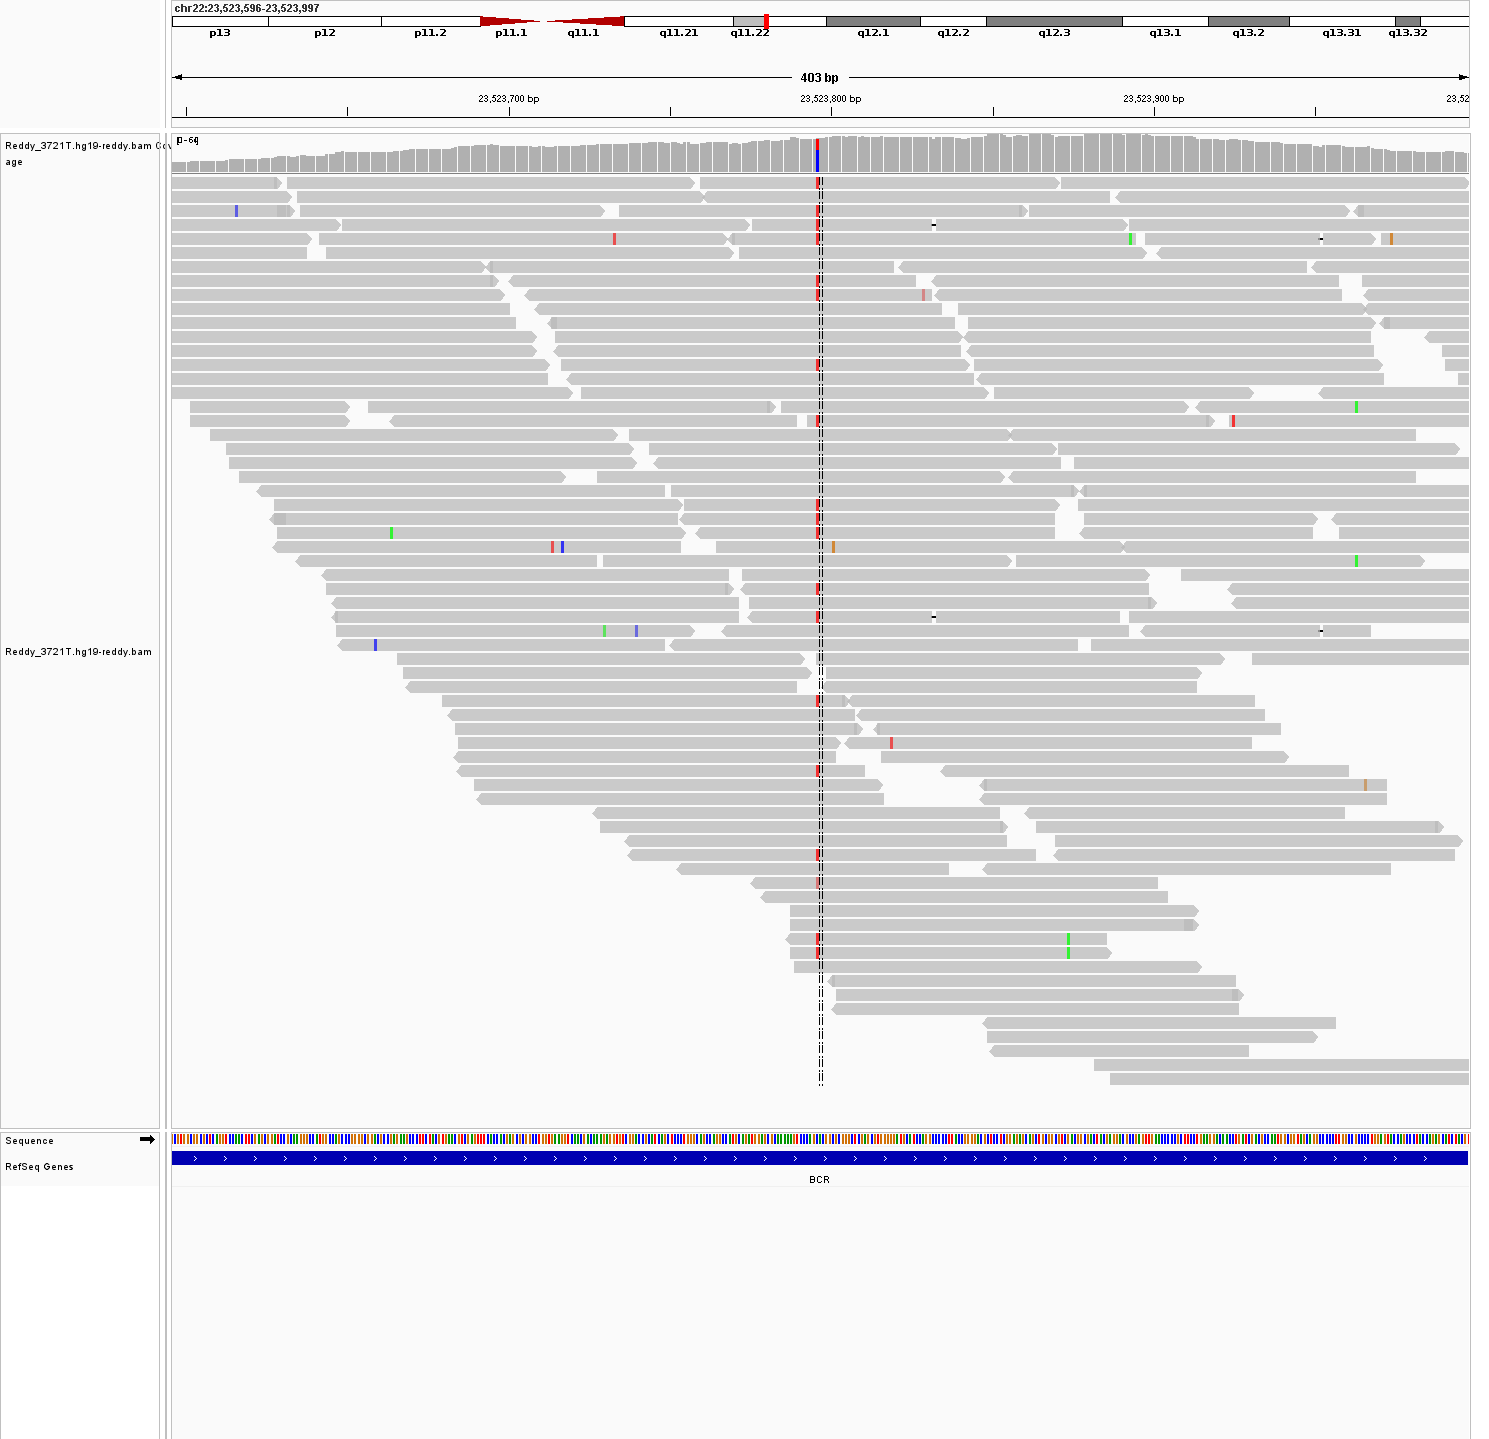 chr22:23,523,596-23,523,997
p13 p12 p11.2 p11.1 q11.1 q11.21 q11.22 q12.1 q12.2 q12.3 q13.1 q13.2 q13.31 q13.32
403 bp
23,523,700 bp 23,523,800 bp 23,523,900 bp 23,52
Reddy_3721T.hg19-reddy.bam Cov
age
Reddy_3721T.hg19-reddy.bam
Sequence
RefSeq Genes
BCR